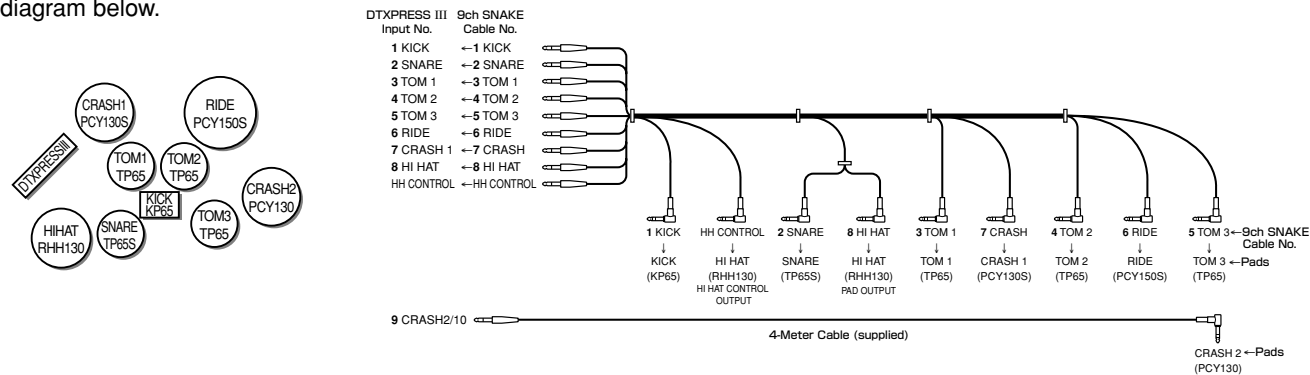 diagram below.
CRASH1
PCY130S
RIDE
PCY150S
DTXPRESSIII
TOM1
TP65
TOM2
TP65
KICK
KP65
CRASH2
PCY130
TOM3
TP65
HIHAT
RHH130
SNARE
TP65S
DTXPRESS III 9ch SNAKE
Input No. Cable No.
1 KICK ←1 KICK
2 SNARE ←2 SNARE
3 TOM 1 ←3 TOM 1
4 TOM 2 ←4 TOM 2
5 TOM 3 ←5 TOM 3
6 RIDE ←6 RIDE
7 CRASH 1 ←7 CRASH
8 HI HAT ←8 HI HAT
HH CONTROL ←HH CONTROL
1 KICK HH CONTROL 2 SNARE 8 HI HAT 3 TOM 1 7 CRASH 4 TOM 2 6 RIDE 5 TOM 3 ←9ch SNAKE
Cable No.
↓ ↓ ↓ ↓ ↓ ↓ ↓ ↓ ↓
KICK HI HAT SNARE HI HAT TOM 1 CRASH 1 TOM 2 RIDE TOM 3 ←Pads
(KP65) (RHH130) (TP65S) (RHH130) (TP65) (PCY130S) (TP65) (PCY150S) (TP65)
HI HAT CONTROL PAD OUTPUT
OUTPUT
9 CRASH2/10
4-Meter Cable (supplied)
CRASH 2 ←Pads
(PCY130)